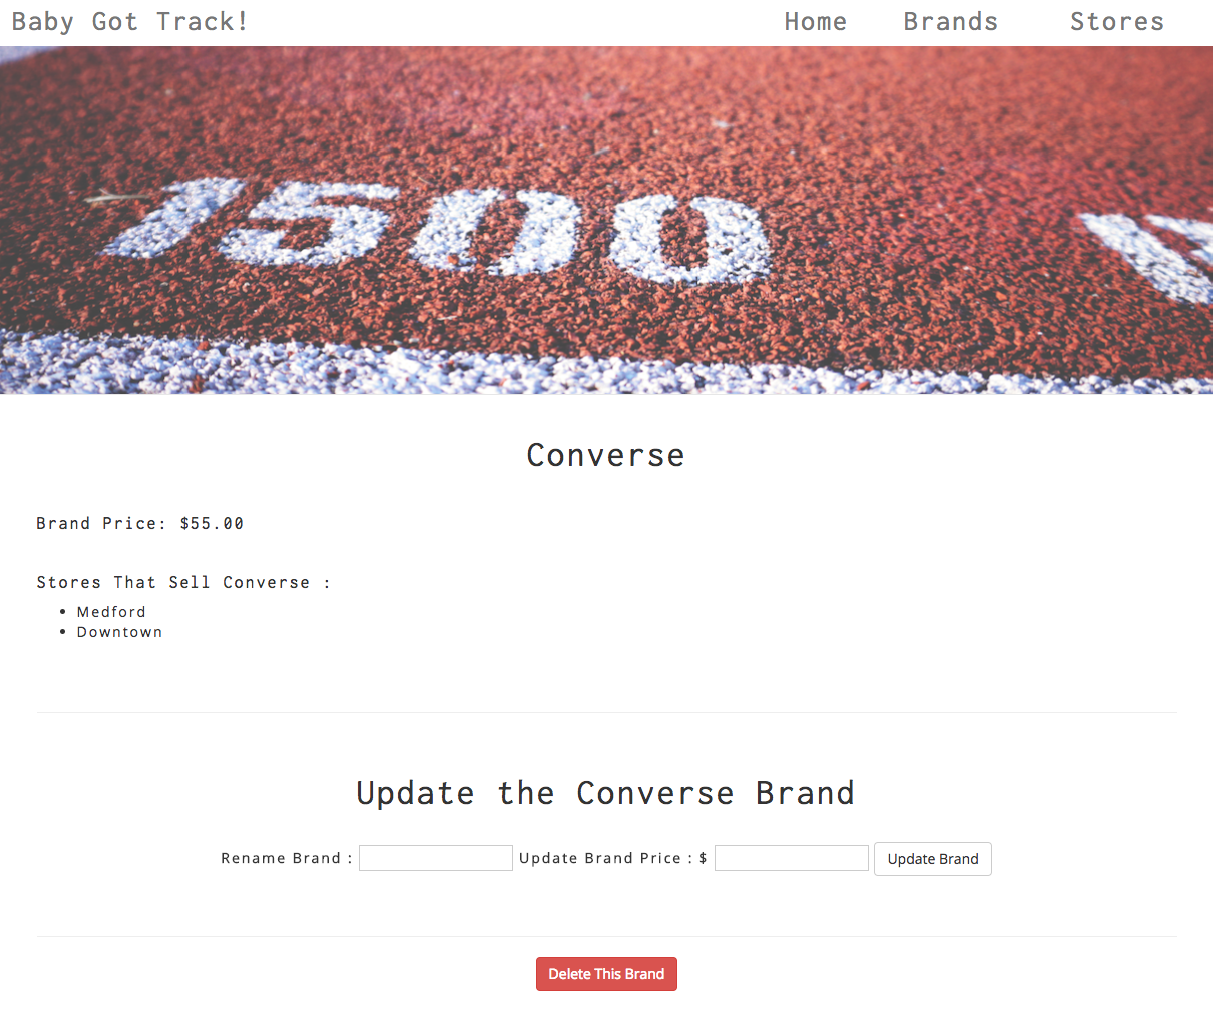 Baby Got Track! Home Brands Stores
1500
Converse
Brand Price: $55.00
Stores That Sell Converse :
• Medford
• Downtown
Update the Converse Brand
Rename Brand : Update Brand Price : $ Update Brand
Delete This Brand